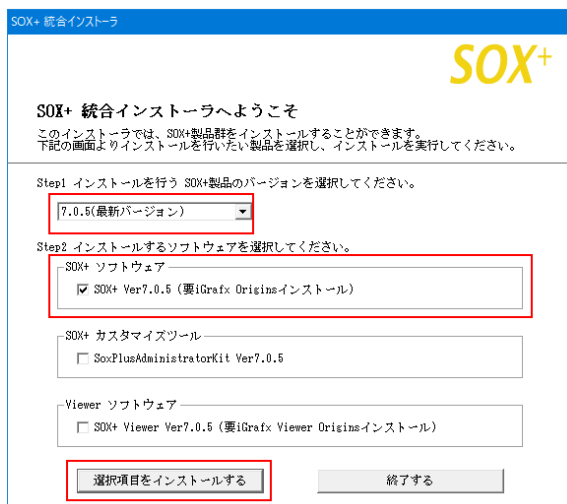 SOX+ 統合インストーラ
SOX+
SOX+ 統合インストーラへようこそ
このインストーラでは、SOX+製品群をインストールすることができます。
下記の画面よりインストールを行いたい製品を選択し、インストールを実行してください。
Step1 インストールを行う SOX+製品のバージョンを選択してください。
7.0.5(最新バージョン)
Step2 インストールするソフトウェアを選択してください。
SOX+ ソフトウェア
SOX+ Ver7.0.5 (要iGrafx Originsインストール)
SOX+ カスタマイズツール
SoxPlusAdministratorKit Ver7.0.5
Viewer ソフトウェア
SOX+ Viewer Ver7.0.5 (要iGrafx Viewer Originsインストール)
選択項目をインストールする
終了する